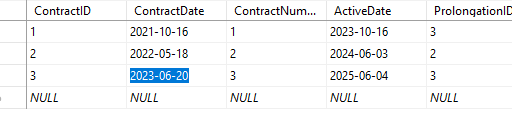 ContractID ContractDate ContractNum... ActiveDate ProlongationID
1 2021-10-16 1 2023-10-16 3
2 2022-05-18 2 2024-06-03 2
3 2023-06-20 3 2025-06-04 3
NULL NULL NULL NULL NULL